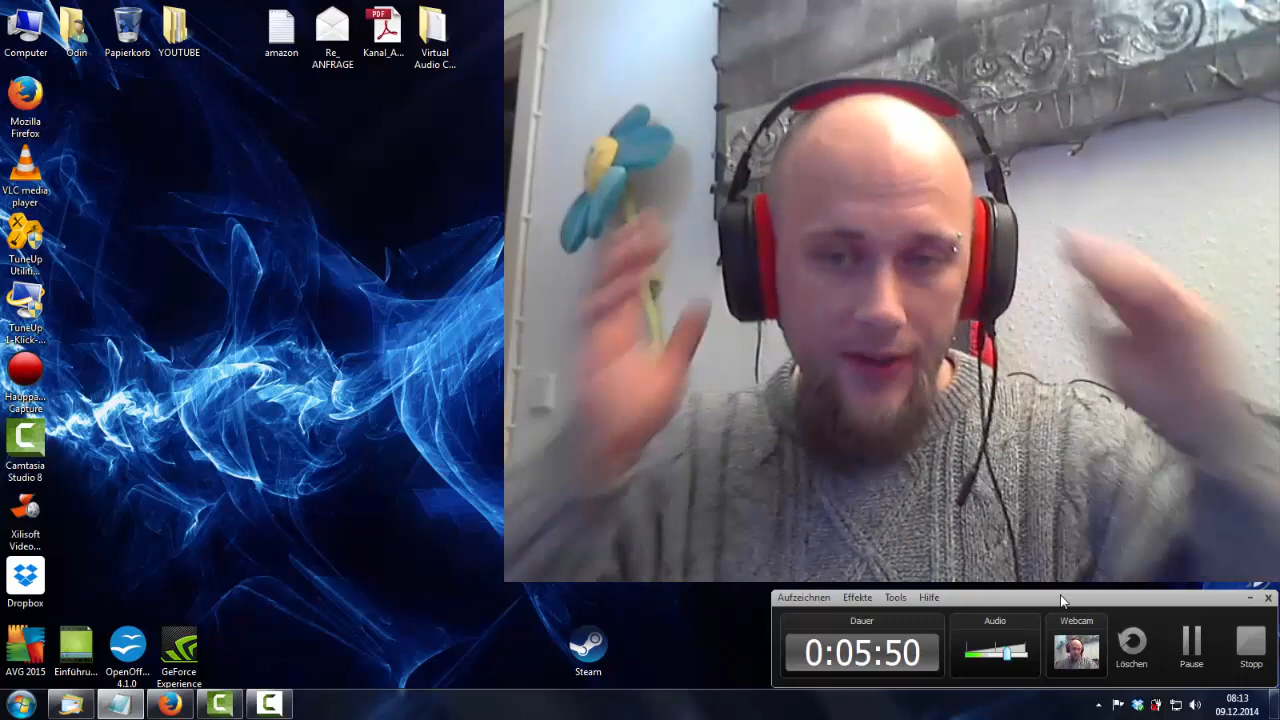 Computer
Odin
Papierkorb
YOUTUBE
amazon
Re_
ANFRAGE
PDF
Kanal_A...
Virtual
Audio C...
Mozilla
Firefox
VLC media
player
TuneUp
Utiliti...
TuneUp
1-Klick-...
Hauppa...
Capture
Camtasia
Studio 8
Xilisoft
Video...
Dropbox
AVG 2015
Einführu...
OpenOff...
4.1.0
GeForce
Experience
Steam
Aufzeichnen Effekte Tools Hilfe
Dauer
0:05:50
Audio
Webcam
Löschen
Pause
Stopp
08:13
09.12.2014